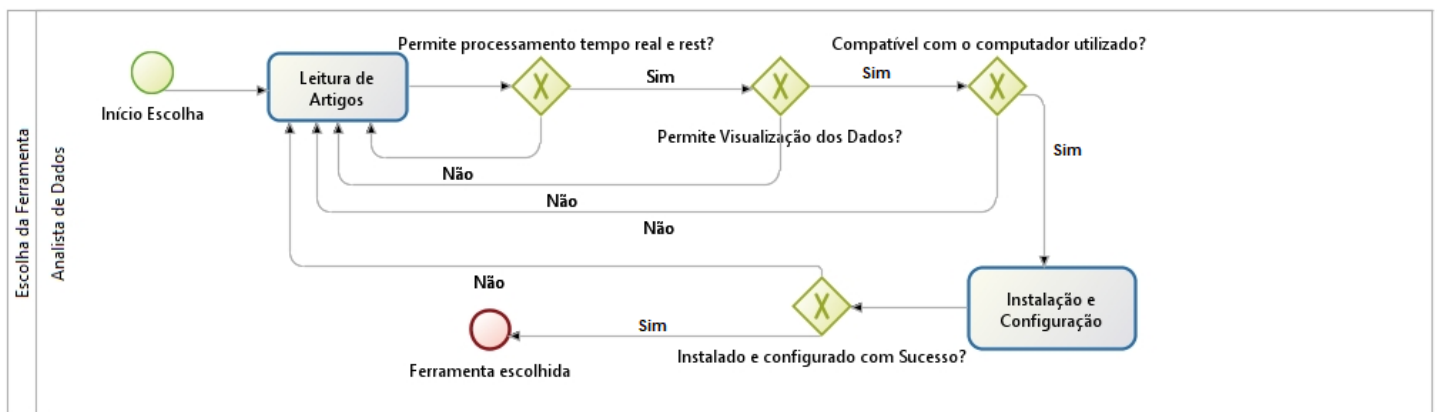 Escolha da Ferramenta
Analista de Dados
Início Escolha
Leitura de
Artigos
Permite processamento tempo real e rest?
Sim
Permite Visualização dos Dados?
Sim
Compatível com o computador utilizado?
Sim
Não
Não
Não
Não
Instalação e
Configuração
Instalado e configurado com Sucesso?
Sim
Ferramenta escolhida